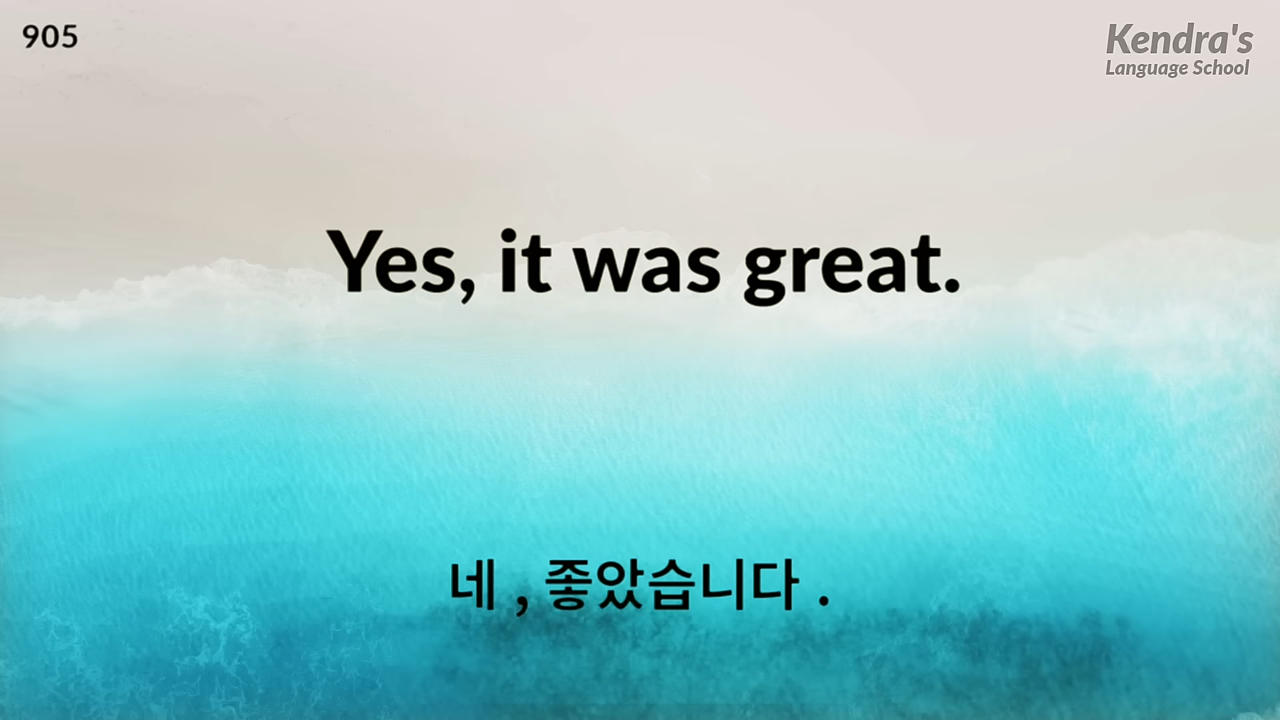 905
Kendra's
Language School
Yes, it was great.
네 , 좋았습니다 .